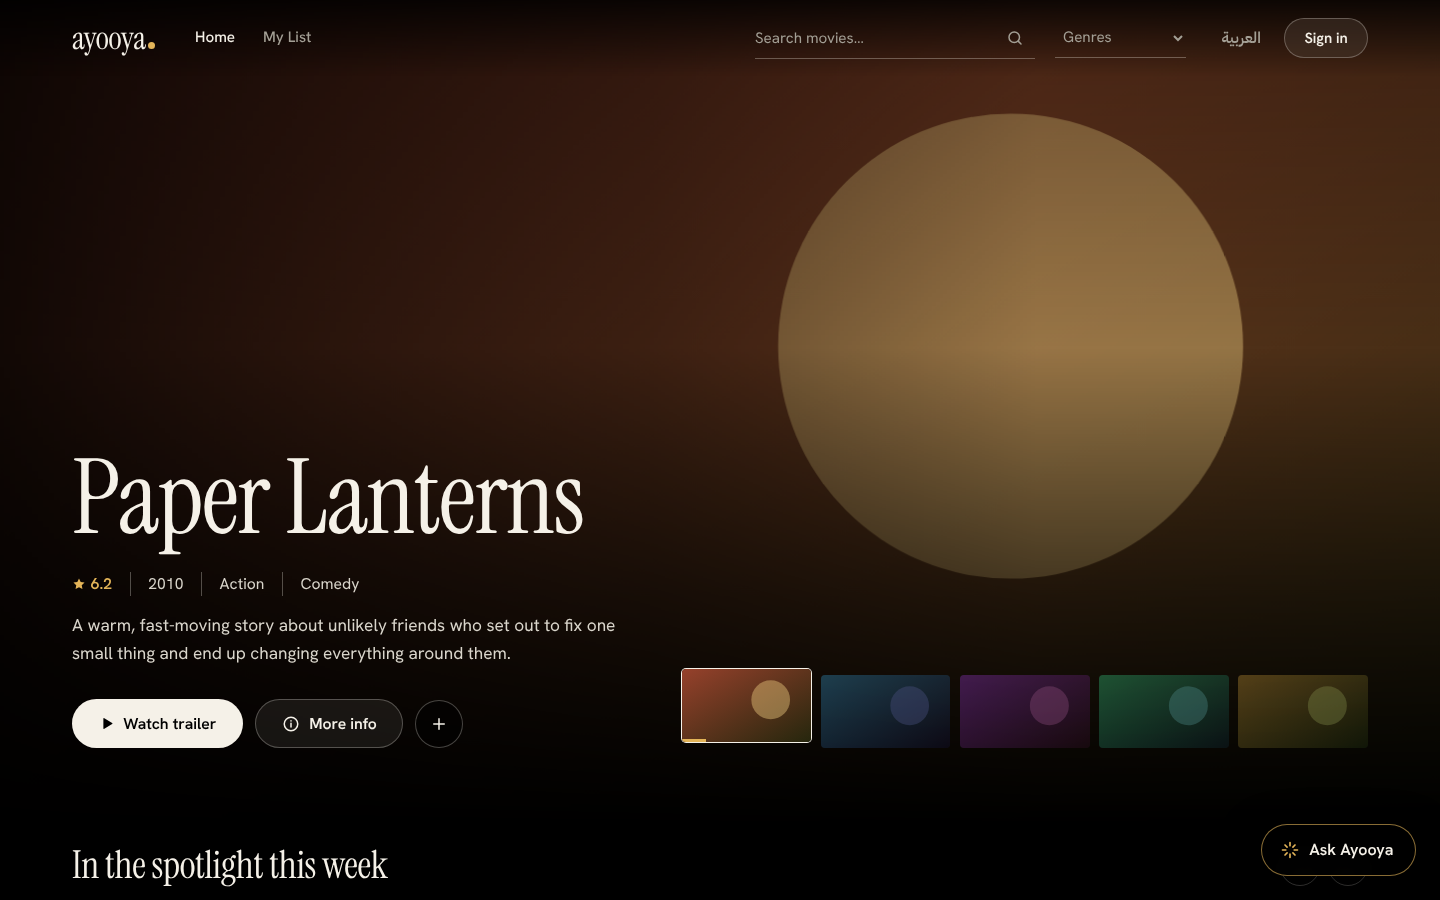 ayooya.
Home
My List
Search movies...
Genres
العربية
Sign in
Paper Lanterns
6.2
2010
Action
Comedy
A warm, fast-moving story about unlikely friends who set out to fix one
small thing and end up changing everything around them.
Watch trailer
More info
In the spotlight this week
Ask Ayooya